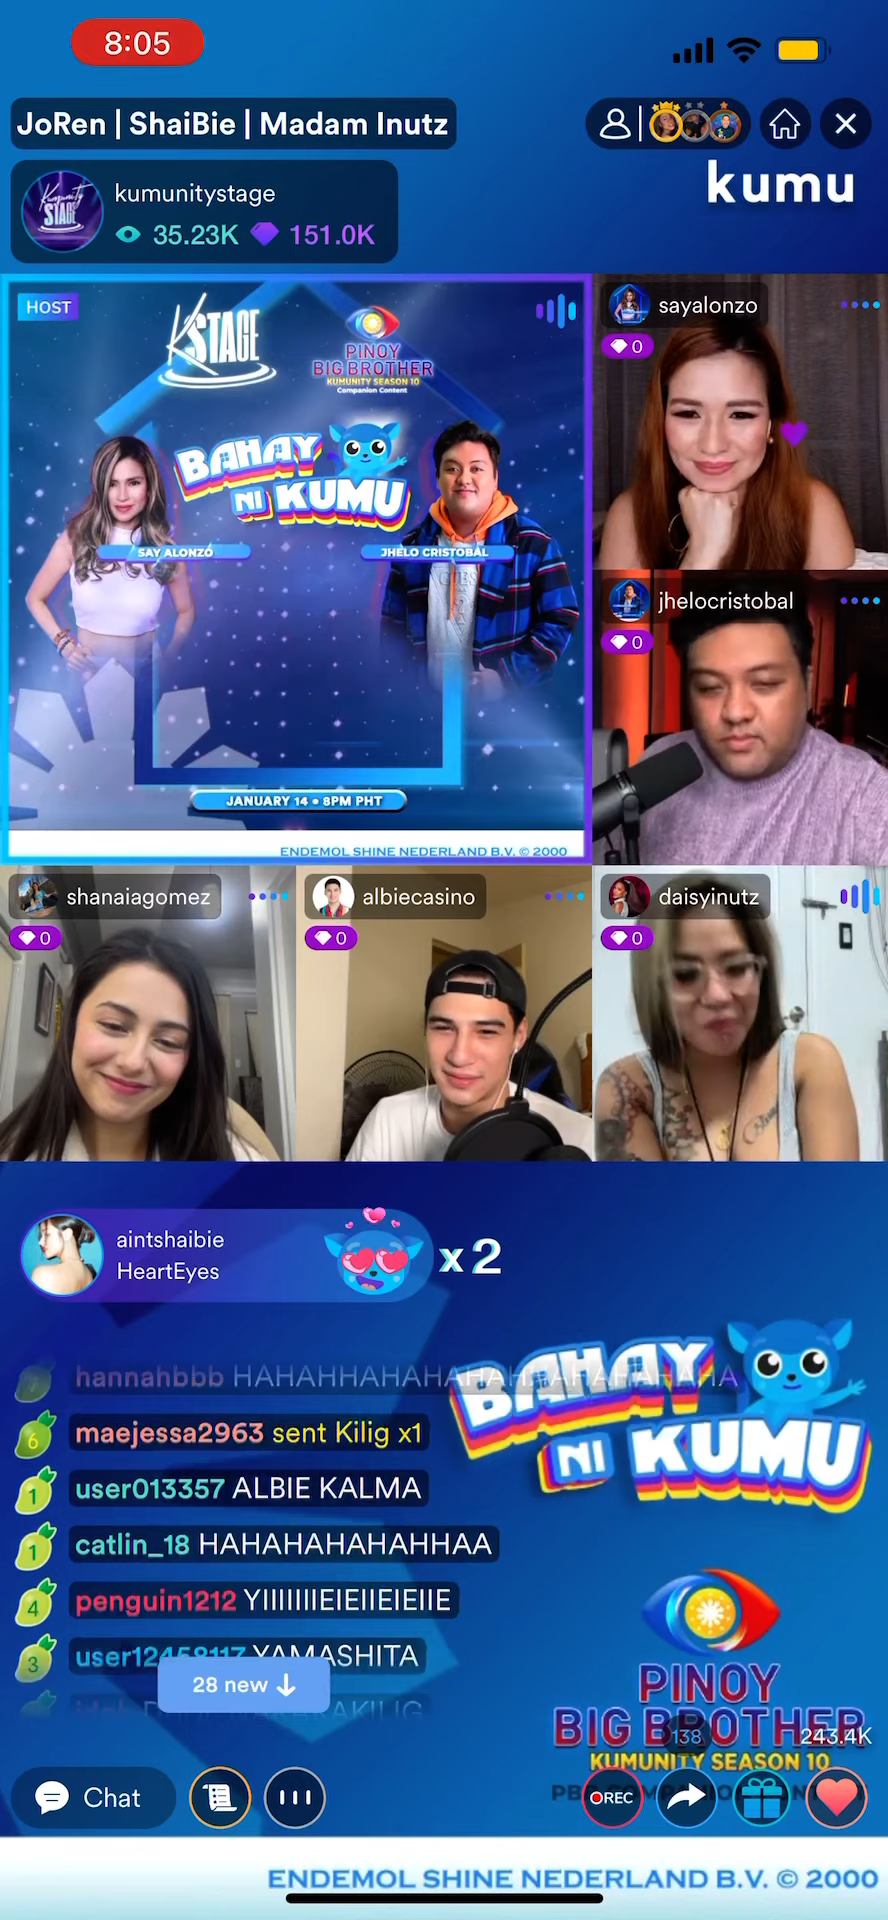 8:05
JoRen | ShaiBie | Madam Inutz
kumunitystage
35.23K 151.0K
kumu
HOST
KSTAGE
PINOY
BIG BROTHER
KUMUNITY SEASON 10
Companion Content
BAHAY
NI KUMU
SAY ALONZO
JHELO CRISTOBAL
JANUARY 14 • 8PM PHT
ENDEMOL SHINE NEDERLAND B.V. © 2000
sayalonzo
0
jhelocristobal
0
shanaiagomez
0
albiecasino
0
daisyinutz
0
aintshaibie
HeartEyes
x2
hannahbbb HAHAHHAHAHAHAHAHAHAHAHAHA
6 maejessa2963 sent Kilig x1
1 user013357 ALBIE KALMA
1 catlin_18 HAHAHAHAHAHHAA
4 penguin1212 YIIIIIIIEIEIIEIEIIE
3 YAMASHITA
28 new
BAHAY
NI KUMU
PINOY
BIG BROTHER
KUMUNITY SEASON 10
138
243.4K
Chat
REC
ENDEMOL SHINE NEDERLAND B.V. © 2000